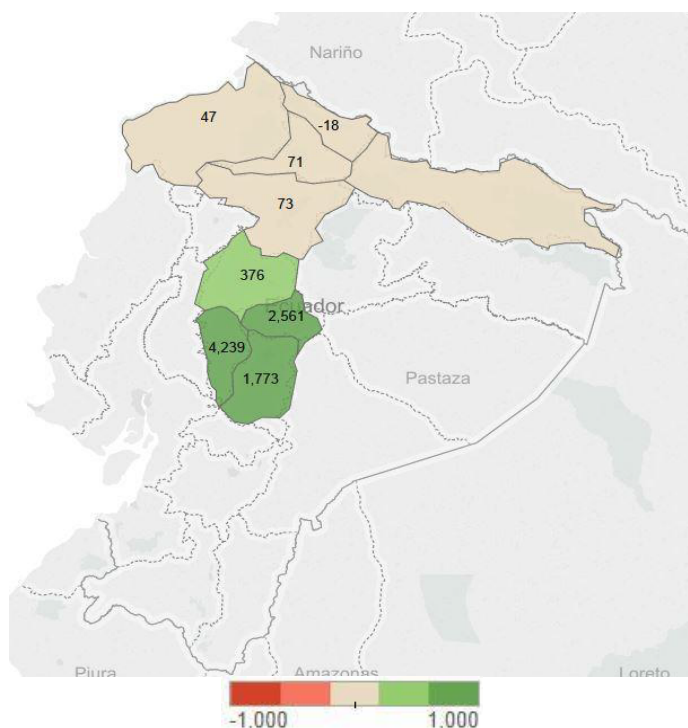 Nariño
47
-18
71
73
376
Ecuador
2,561
4,239
1,773
Pastaza
Piura
Amazonas
Loreto
-1,000 1,000